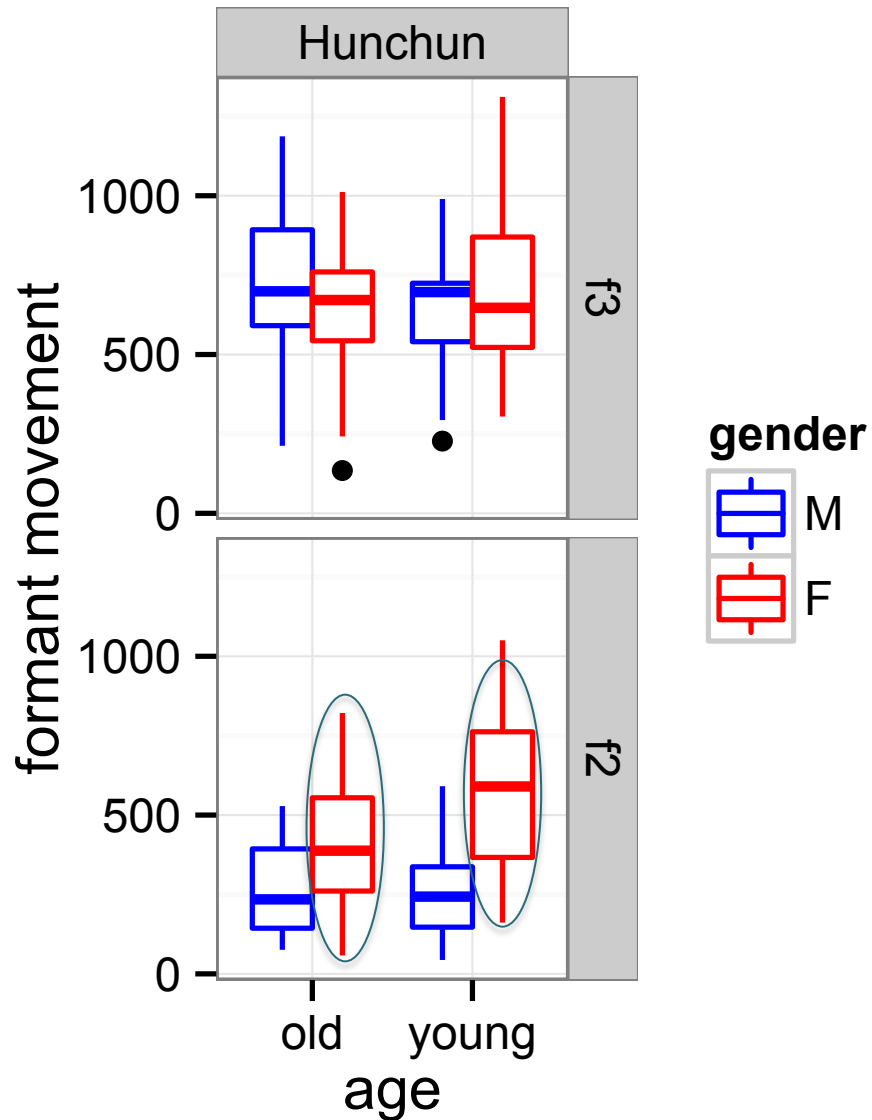 Hunchun
formant movement
1000
500
0
f3
1000
500
0
f2
old young
age
gender
M
F